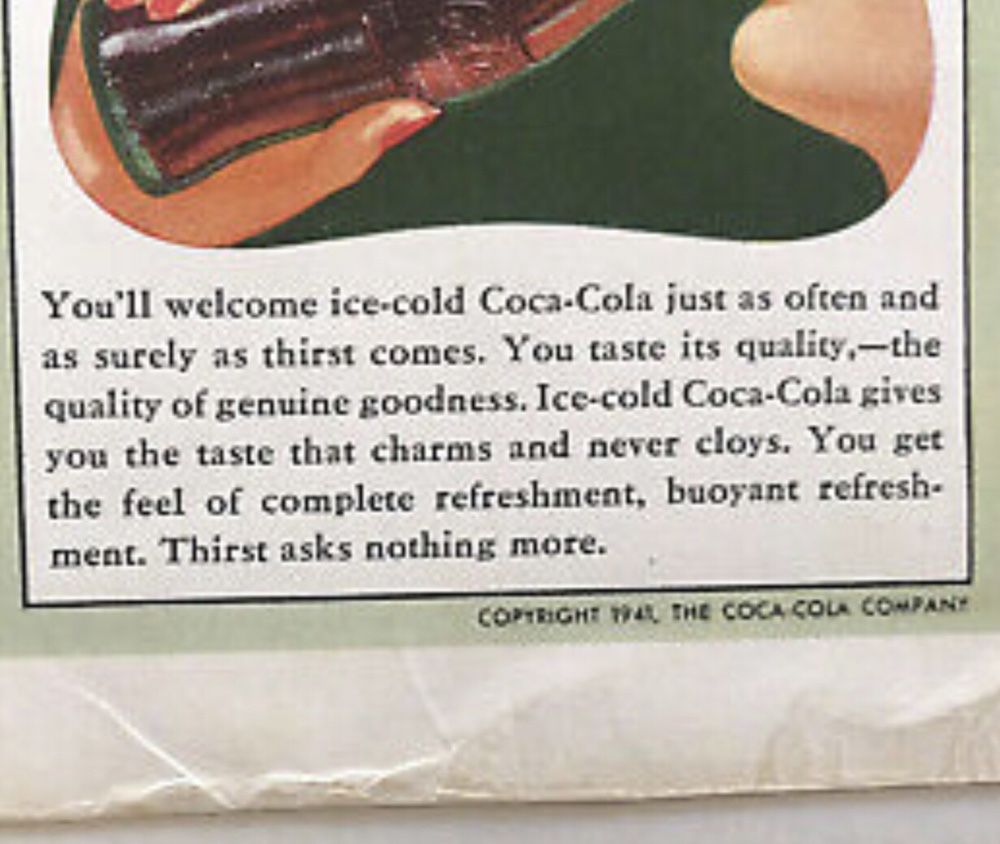 You'll welcome ice-cold Coca-Cola just as often and
as surely as thirst comes. You taste its quality,—the
quality of genuine goodness. Ice-cold Coca-Cola gives
you the taste that charms and never cloys. You get
the feel of complete refreshment, buoyant refresh-
ment. Thirst asks nothing more.
COPYRIGHT 1941, THE COCA-COLA COMPANY